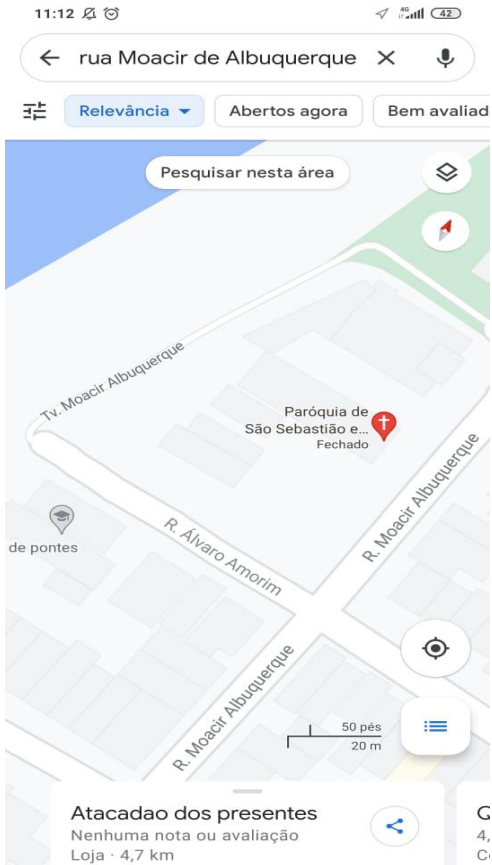 11:12
4G
42
rua Moacir de Albuquerque
Relevância
Abertos agora
Bem avaliad
Pesquisar nesta área
Tv. Moacir Albuquerque
Paróquia de
São Sebastião e...
Fechado
R. Moacir Albuquerque
de pontes
R. Álvaro Amorim
R. Moacir Albuquerque
50 pés
20 m
Atacadao dos presentes
Nenhuma nota ou avaliação
Loja · 4,7 km
Q
4,